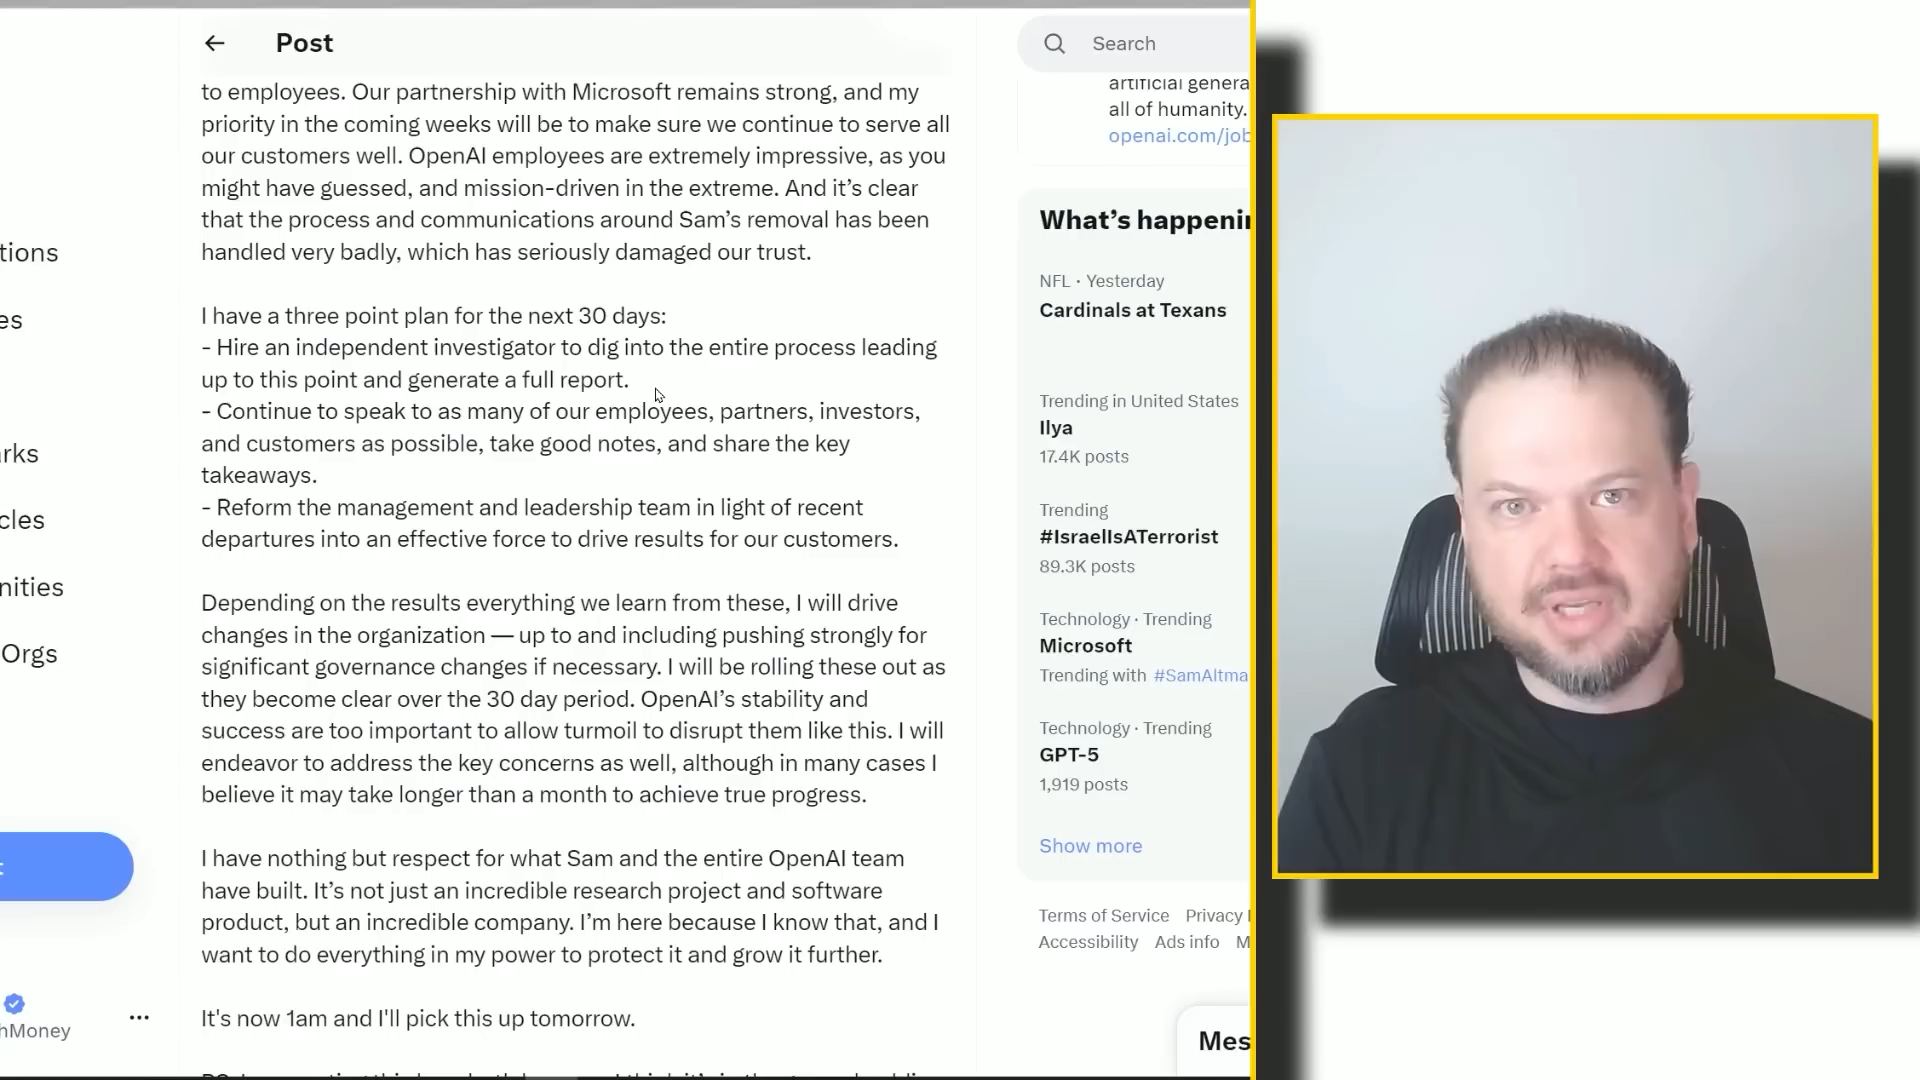 Post
to employees. Our partnership with Microsoft remains strong, and my
priority in the coming weeks will be to make sure we continue to serve all
our customers well. OpenAI employees are extremely impressive, as you
might have guessed, and mission-driven in the extreme. And it’s clear
that the process and communications around Sam’s removal has been
handled very badly, which has seriously damaged our trust.
I have a three point plan for the next 30 days:
- Hire an independent investigator to dig into the entire process leading
up to this point and generate a full report.
- Continue to speak to as many of our employees, partners, investors,
and customers as possible, take good notes, and share the key
takeaways.
- Reform the management and leadership team in light of recent
departures into an effective force to drive results for our customers.
Depending on the results everything we learn from these, I will drive
changes in the organization — up to and including pushing strongly for
significant governance changes if necessary. I will be rolling these out as
they become clear over the 30 day period. OpenAI’s stability and
success are too important to allow turmoil to disrupt them like this. I will
endeavor to address the key concerns as well, although in many cases I
believe it may take longer than a month to achieve true progress.
I have nothing but respect for what Sam and the entire OpenAI team
have built. It’s not just an incredible research project and software
product, but an incredible company. I’m here because I know that, and I
want to do everything in my power to protect it and grow it further.
It's now 1am and I'll pick this up tomorrow.
tions
es
arks
cles
nities
Orgs
hMoney
Search
artificial genera
all of humanity.
openai.com/job
What’s happenin
NFL · Yesterday
Cardinals at Texans
Trending in United States
Ilya
17.4K posts
Trending
#IsraelIsATerrorist
89.3K posts
Technology · Trending
Microsoft
Trending with #SamAltma
Technology · Trending
GPT-5
1,919 posts
Show more
Terms of Service Privacy
Accessibility Ads info M
Mes